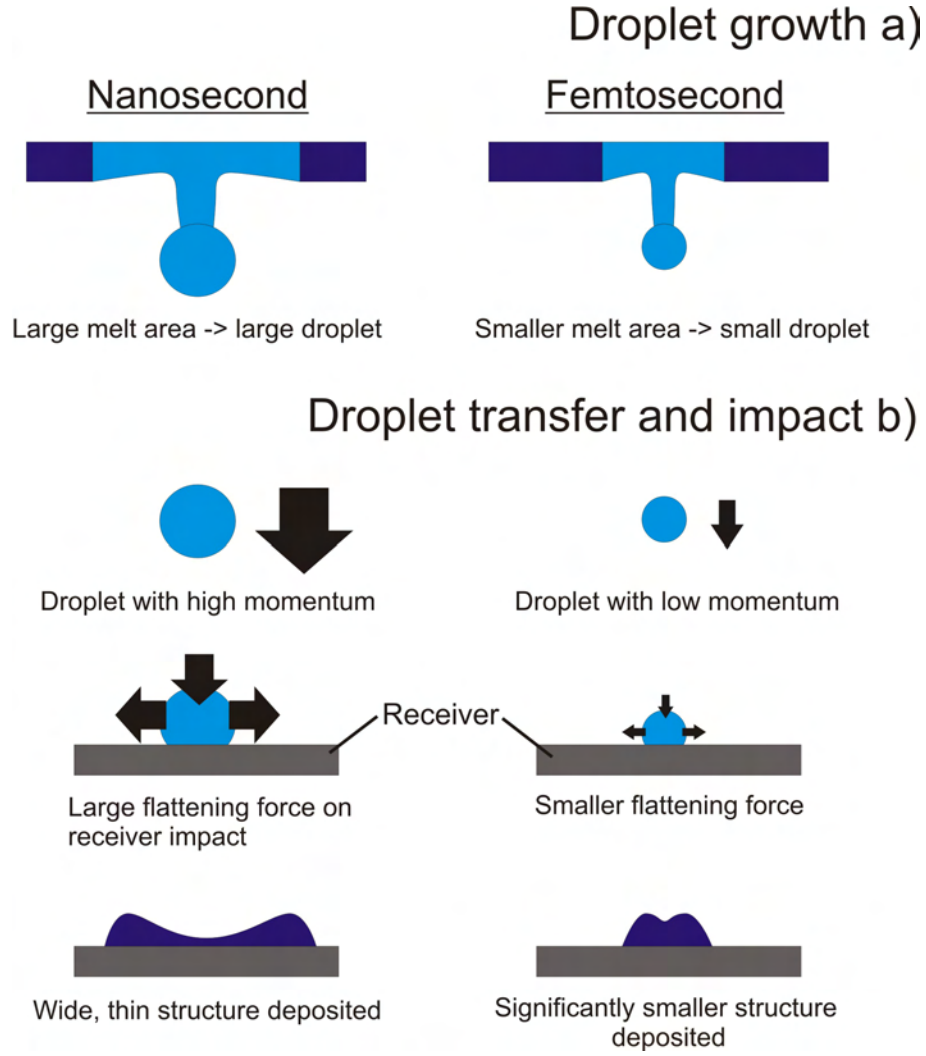 Droplet growth a)
Nanosecond
Femtosecond
Large melt area -> large droplet
Smaller melt area -> small droplet
Droplet transfer and impact b)
Droplet with high momentum
Droplet with low momentum
Receiver
Large flattening force on
receiver impact
Smaller flattening force
Wide, thin structure deposited
Significantly smaller structure
deposited